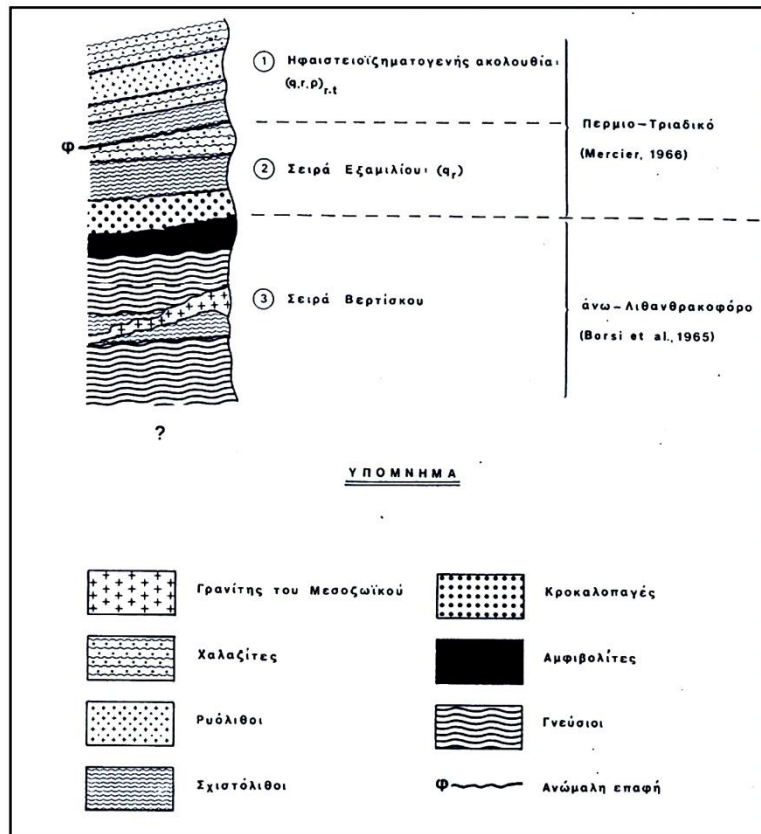 ① Ηφαιστειοϊζηματογενής ακολουθία:
(q,r,ρ)r.t
φ
Περμιο-Τριαδικό
(Mercier, 1966)
② Σειρά Εξαμιλίου: (qr)
③ Σειρά Βερτίσκου
άνω-Λιθανθρακοφόρο
(Borsi et al., 1965)
?
ΥΠΟΜΝΗΜΑ
Γρανίτης του Μεσοζωϊκού
Κροκαλοπαγές
Χαλαζίτες
Αμφιβολίτες
Ρυόλιθοι
Γνεύσιοι
Σχιστόλιθοι
φ Ανώμαλη επαφή